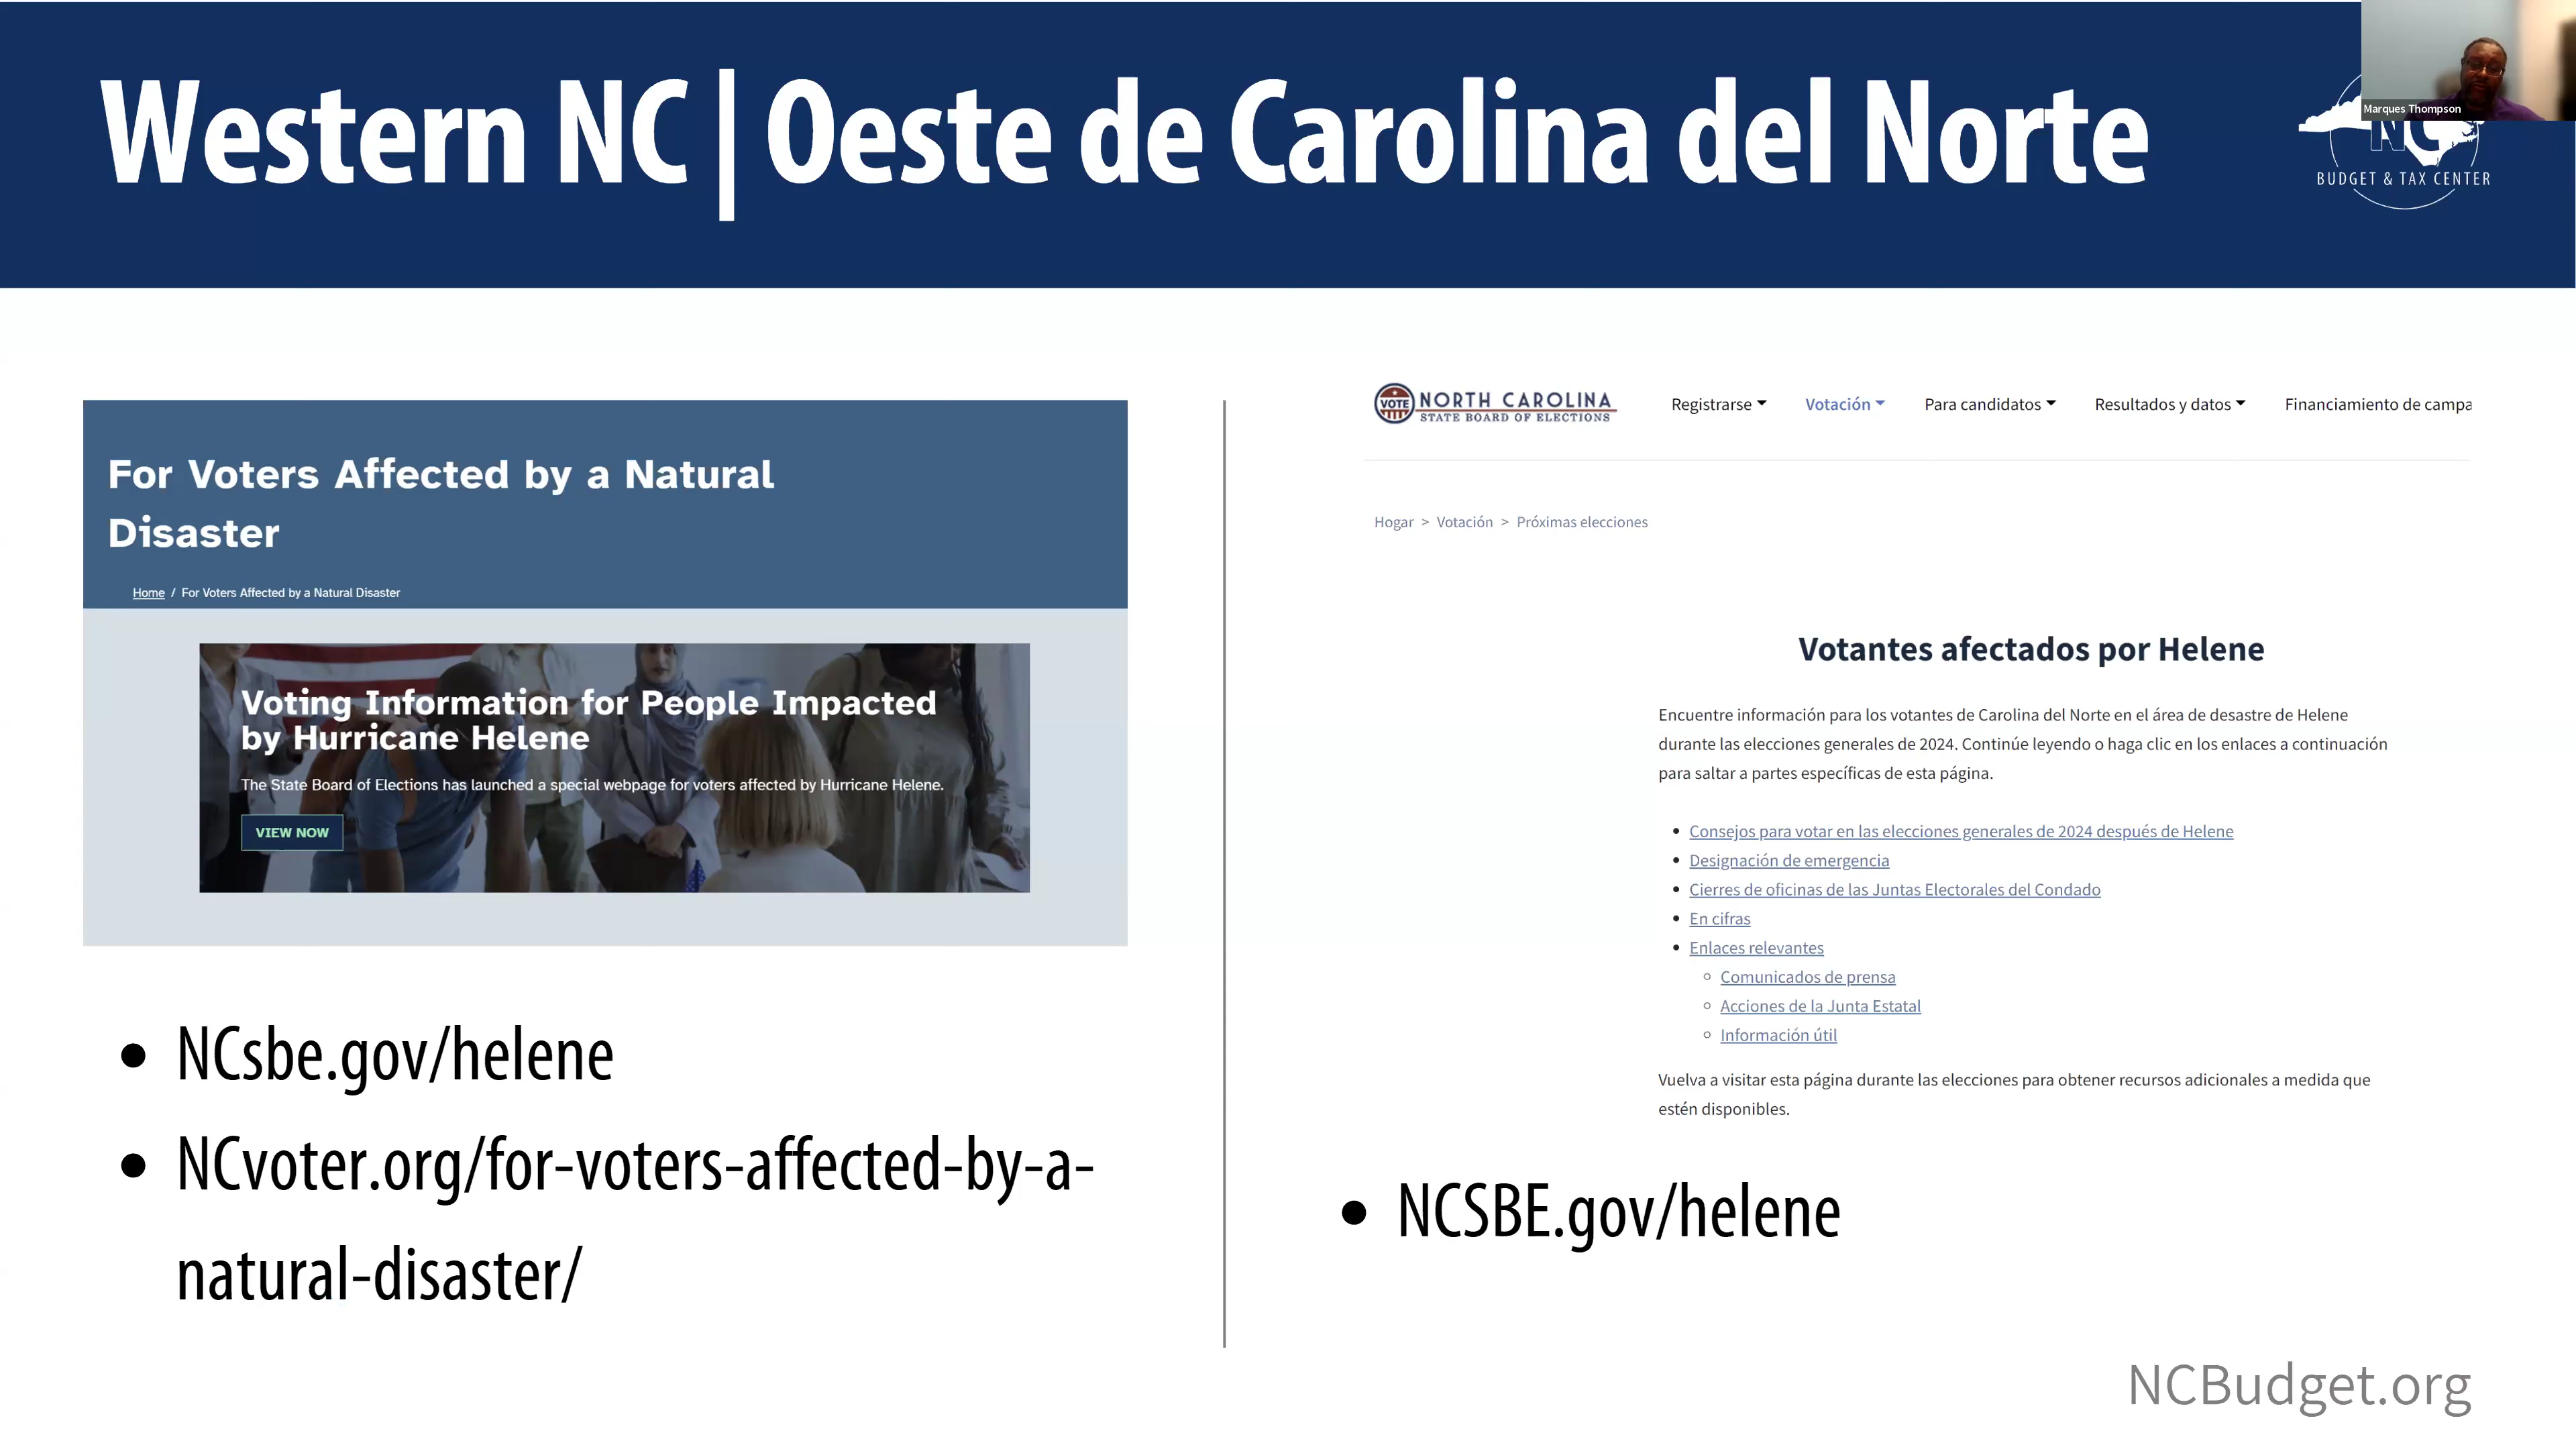 Western NC | Oeste de Carolina del Norte
Marques Thompson
NC
BUDGET & TAX CENTER
For Voters Affected by a Natural
Disaster
Home / For Voters Affected by a Natural Disaster
Voting Information for People Impacted
by Hurricane Helene
The State Board of Elections has launched a special webpage for voters affected by Hurricane Helene.
VIEW NOW
• NCsbe.gov/helene
• NCvoter.org/for-voters-affected-by-a-
natural-disaster/
VOTE NORTH CAROLINA
STATE BOARD OF ELECTIONS
Registrarse Votación Para candidatos Resultados y datos Financiamiento de campa
Hogar > Votación > Próximas elecciones
Votantes afectados por Helene
Encuentre información para los votantes de Carolina del Norte en el área de desastre de Helene
durante las elecciones generales de 2024. Continúe leyendo o haga clic en los enlaces a continuación
para saltar a partes específicas de esta página.
• Consejos para votar en las elecciones generales de 2024 después de Helene
• Designación de emergencia
• Cierres de oficinas de las Juntas Electorales del Condado
• En cifras
• Enlaces relevantes
◦ Comunicados de prensa
◦ Acciones de la Junta Estatal
◦ Información útil
Vuelva a visitar esta página durante las elecciones para obtener recursos adicionales a medida que
estén disponibles.
• NCSBE.gov/helene
NCBudget.org